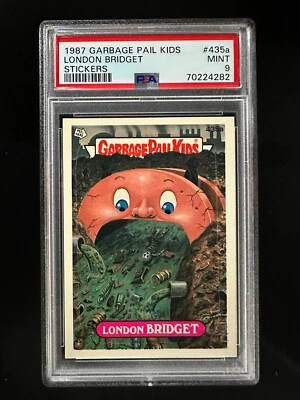 1987 GARBAGE PAIL KIDS #435a
LONDON BRIDGET MINT
STICKERS 9
PSA 70224282
GARBAGE PAIL KIDS
LONDON BRIDGET